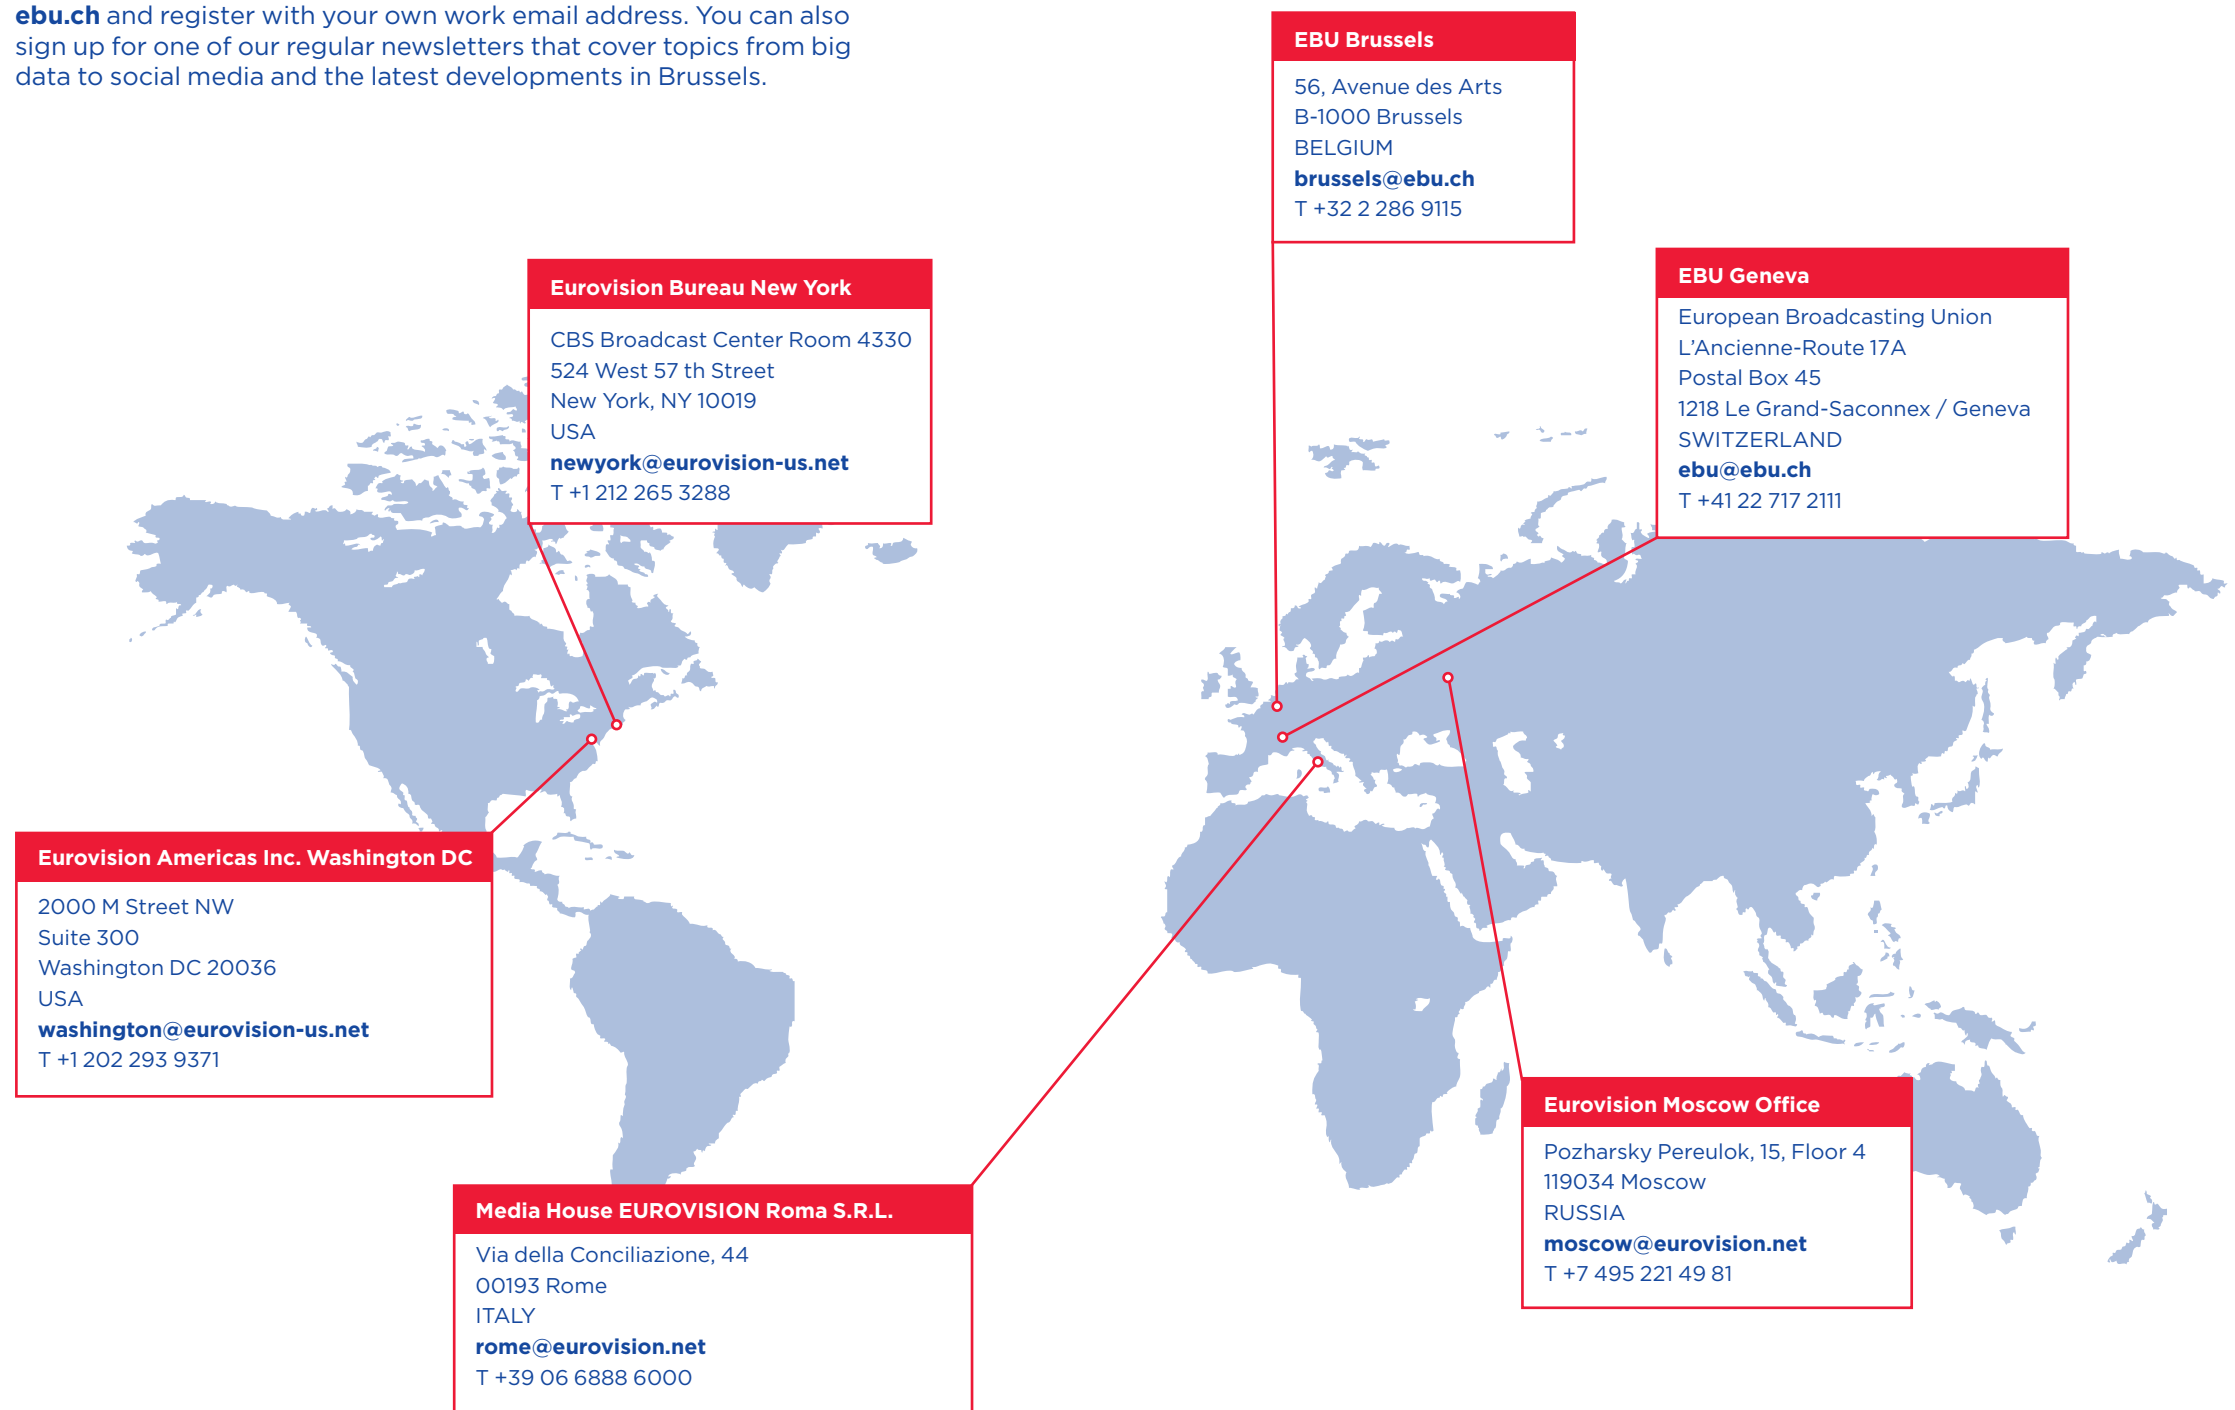 ebu.ch and register with your own work email address. You can also
sign up for one of our regular newsletters that cover topics from big
data to social media and the latest developments in Brussels.
EBU Brussels
56, Avenue des Arts
B-1000 Brussels
BELGIUM
brussels@ebu.ch
T +32 2 286 9115
Eurovision Bureau New York
CBS Broadcast Center Room 4330
524 West 57 th Street
New York, NY 10019
USA
newyork@eurovision-us.net
T +1 212 265 3288
EBU Geneva
European Broadcasting Union
L’Ancienne-Route 17A
Postal Box 45
1218 Le Grand-Saconnex / Geneva
SWITZERLAND
ebu@ebu.ch
T +41 22 717 2111
Eurovision Americas Inc. Washington DC
2000 M Street NW
Suite 300
Washington DC 20036
USA
washington@eurovision-us.net
T +1 202 293 9371
Eurovision Moscow Office
Pozharsky Pereulok, 15, Floor 4
119034 Moscow
RUSSIA
moscow@eurovision.net
T +7 495 221 49 81
Media House EUROVISION Roma S.R.L.
Via della Conciliazione, 44
00193 Rome
ITALY
rome@eurovision.net
T +39 06 6888 6000